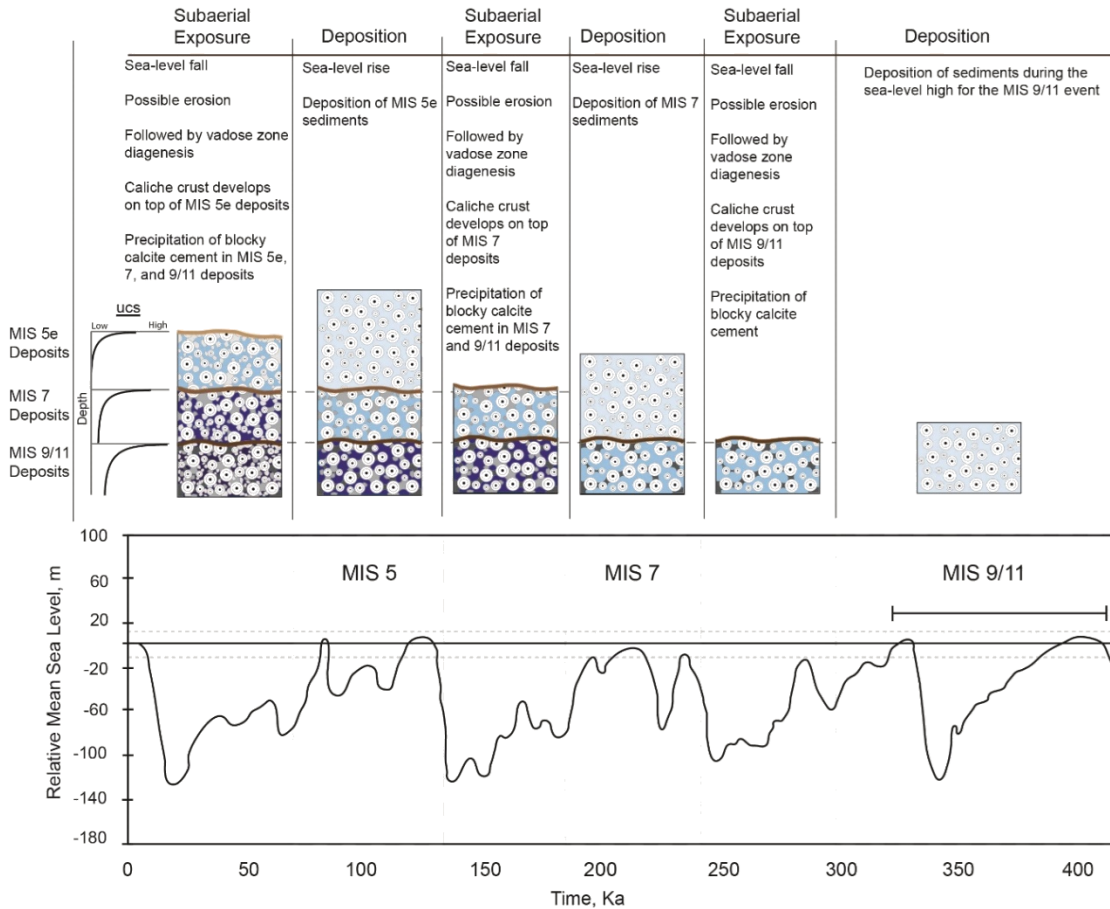 Subaerial
Exposure
Deposition
Subaerial
Exposure
Deposition
Subaerial
Exposure
Deposition
Sea-level fall
Possible erosion
Followed by vadose zone
diagenesis
Caliche crust develops
on top of MIS 5e deposits
Precipitation of blocky
calcite cement in MIS 5e,
7, and 9/11 deposits
Sea-level rise
Deposition of MIS 5e
sediments
Sea-level fall
Possible erosion
Followed by
vadose zone
diagenesis
Caliche crust
develops on top
of MIS 7
deposits
Precipitation of
blocky calcite
cement in MIS 7
and 9/11 deposits
Sea-level rise
Deposition of MIS 7
sediments
Sea-level fall
Possible erosion
Followed by
vadose zone
diagenesis
Caliche crust
develops on top
of MIS 9/11
deposits
Precipitation of
blocky calcite
cement
Deposition of sediments during the
sea-level high for the MIS 9/11 event
ucs
Low High
MIS 5e
Deposits
MIS 7
Deposits
MIS 9/11
Deposits
Depth
100
60
20
-20
-60
-100
-140
-180
Relative Mean Sea Level, m
MIS 5 MIS 7 MIS 9/11
0 50 100 150 200 250 300 350 400
Time, Ka